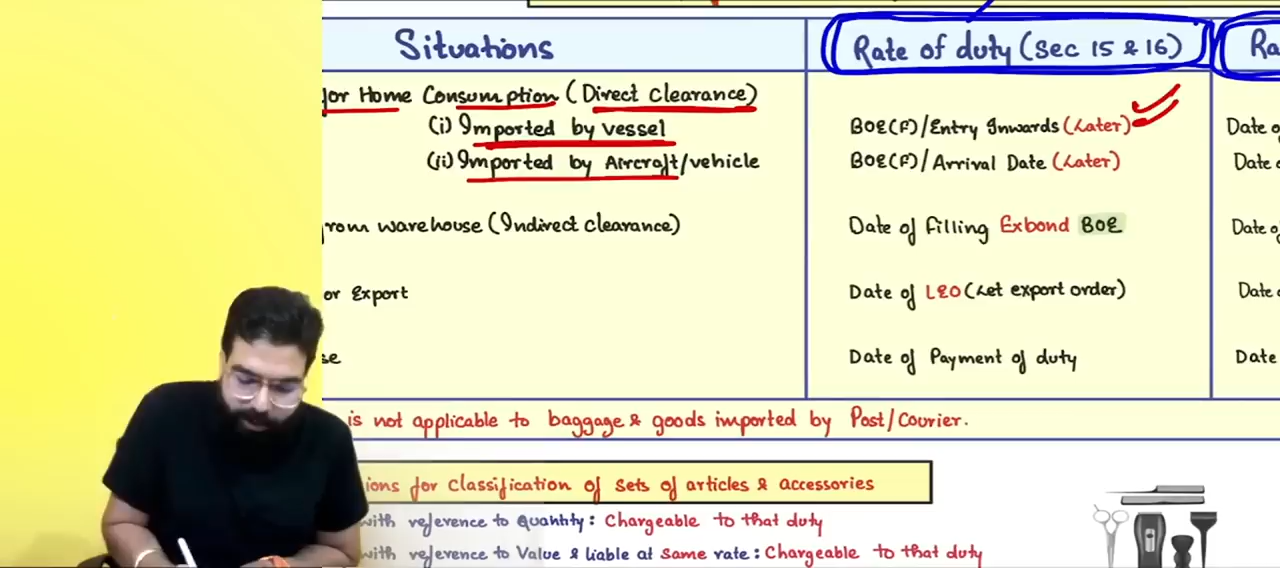 Situations
Rate of duty (Sec 15 & 16)
Ra
for Home Consumption (Direct Clearance)
(i) Imported by vessel
BOE(F)/Entry Inwards (Later)
Date of
(ii) Imported by Aircraft/vehicle
BOE(F)/Arrival Date (Later)
Date
from warehouse (Indirect clearance)
Date of filling Exbond BOE
Date of
or Export
Date of LEO (Let export order)
Date
se
Date of Payment of duty
Date
is not applicable to baggage & goods imported by Post/Courier.
ions for classification of sets of articles & accessories
with reference to Quantity: Chargeable to that duty
with reference to Value & liable at same rate: Chargeable to that duty